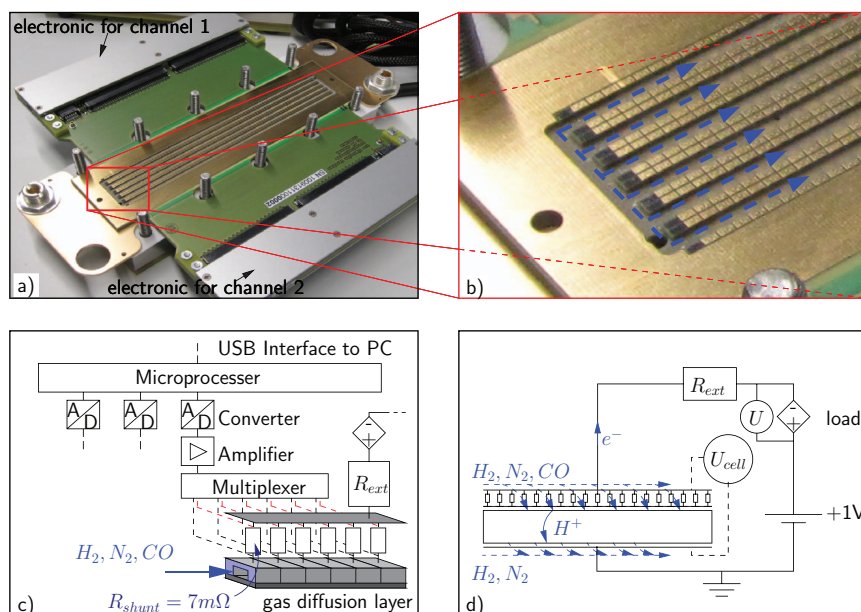 electronic for channel 1
a)
electronic for channel 2
b)
USB Interface to PC
Microprocesser
A
D
A
D
A
D
Converter
Amplifier
Multiplexer
R_ext
H_2, N_2, CO
R_shunt = 7mΩ
gas diffusion layer
c)
R_ext
U
load
e^-
U_cell
H_2, N_2, CO
H^+
+1V
H_2, N_2
d)